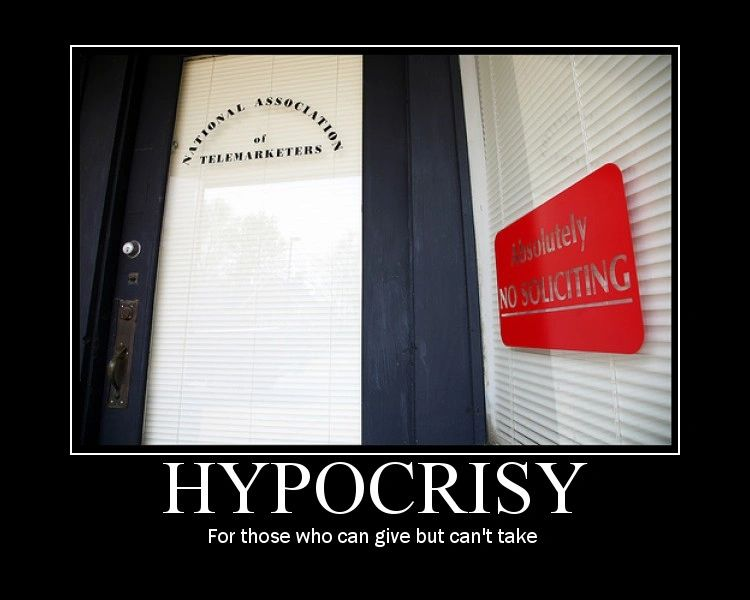 NATIONAL ASSOCIATION
of
TELEMARKETERS
Absolutely
NO SOLICITING
HYPOCRISY
For those who can give but can't take